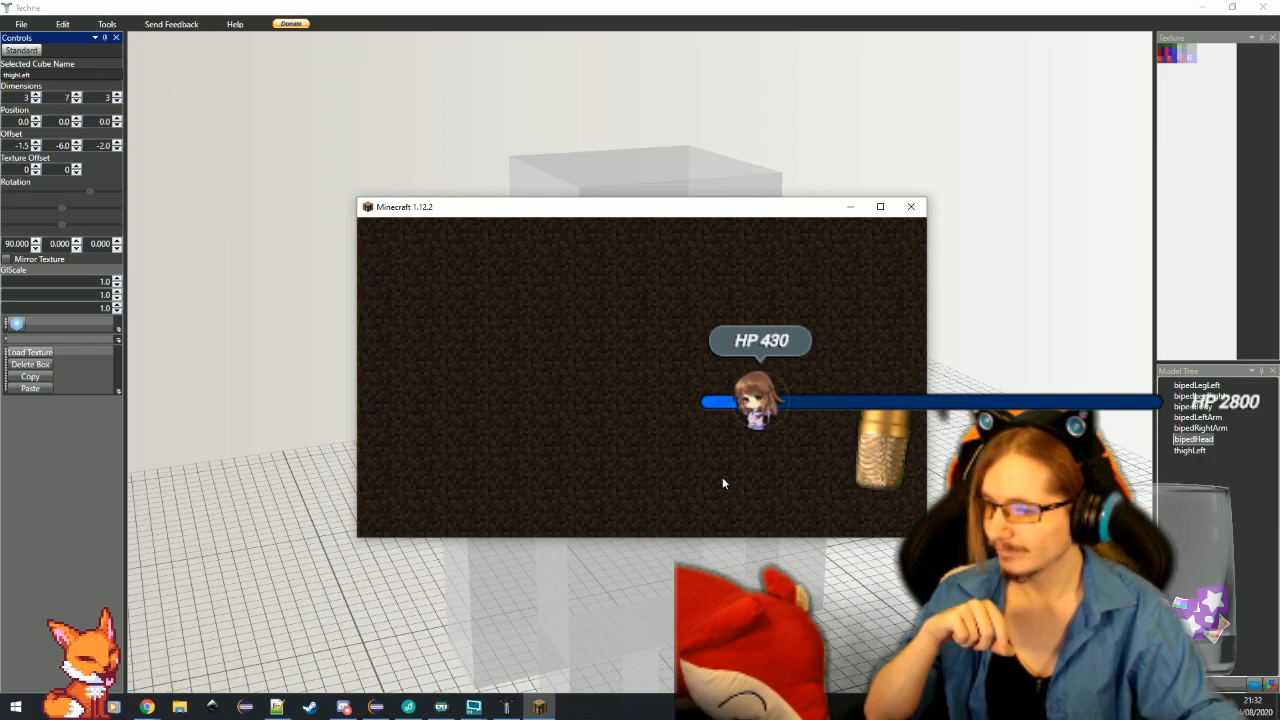 Techne
File Edit Tools Send Feedback Help Donate
Controls
Standard
Selected Cube Name
thighLeft
Dimensions
3 7 3
Position
0.0 0.0 0.0
Offset
-1.5 -6.0 -2.0
Texture Offset
0 0
Rotation
90.000 0.000 0.000
Mirror Texture
GlScale
1.0
1.0
1.0
Load Texture
Delete Box
Copy
Paste
Minecraft 1.12.2
HP 430
HP 2800
Texture
Model Tree
bipedLegLeft
bipedLeftArm
bipedRightArm
bipedHead
thighLeft
21:32
04/08/2020